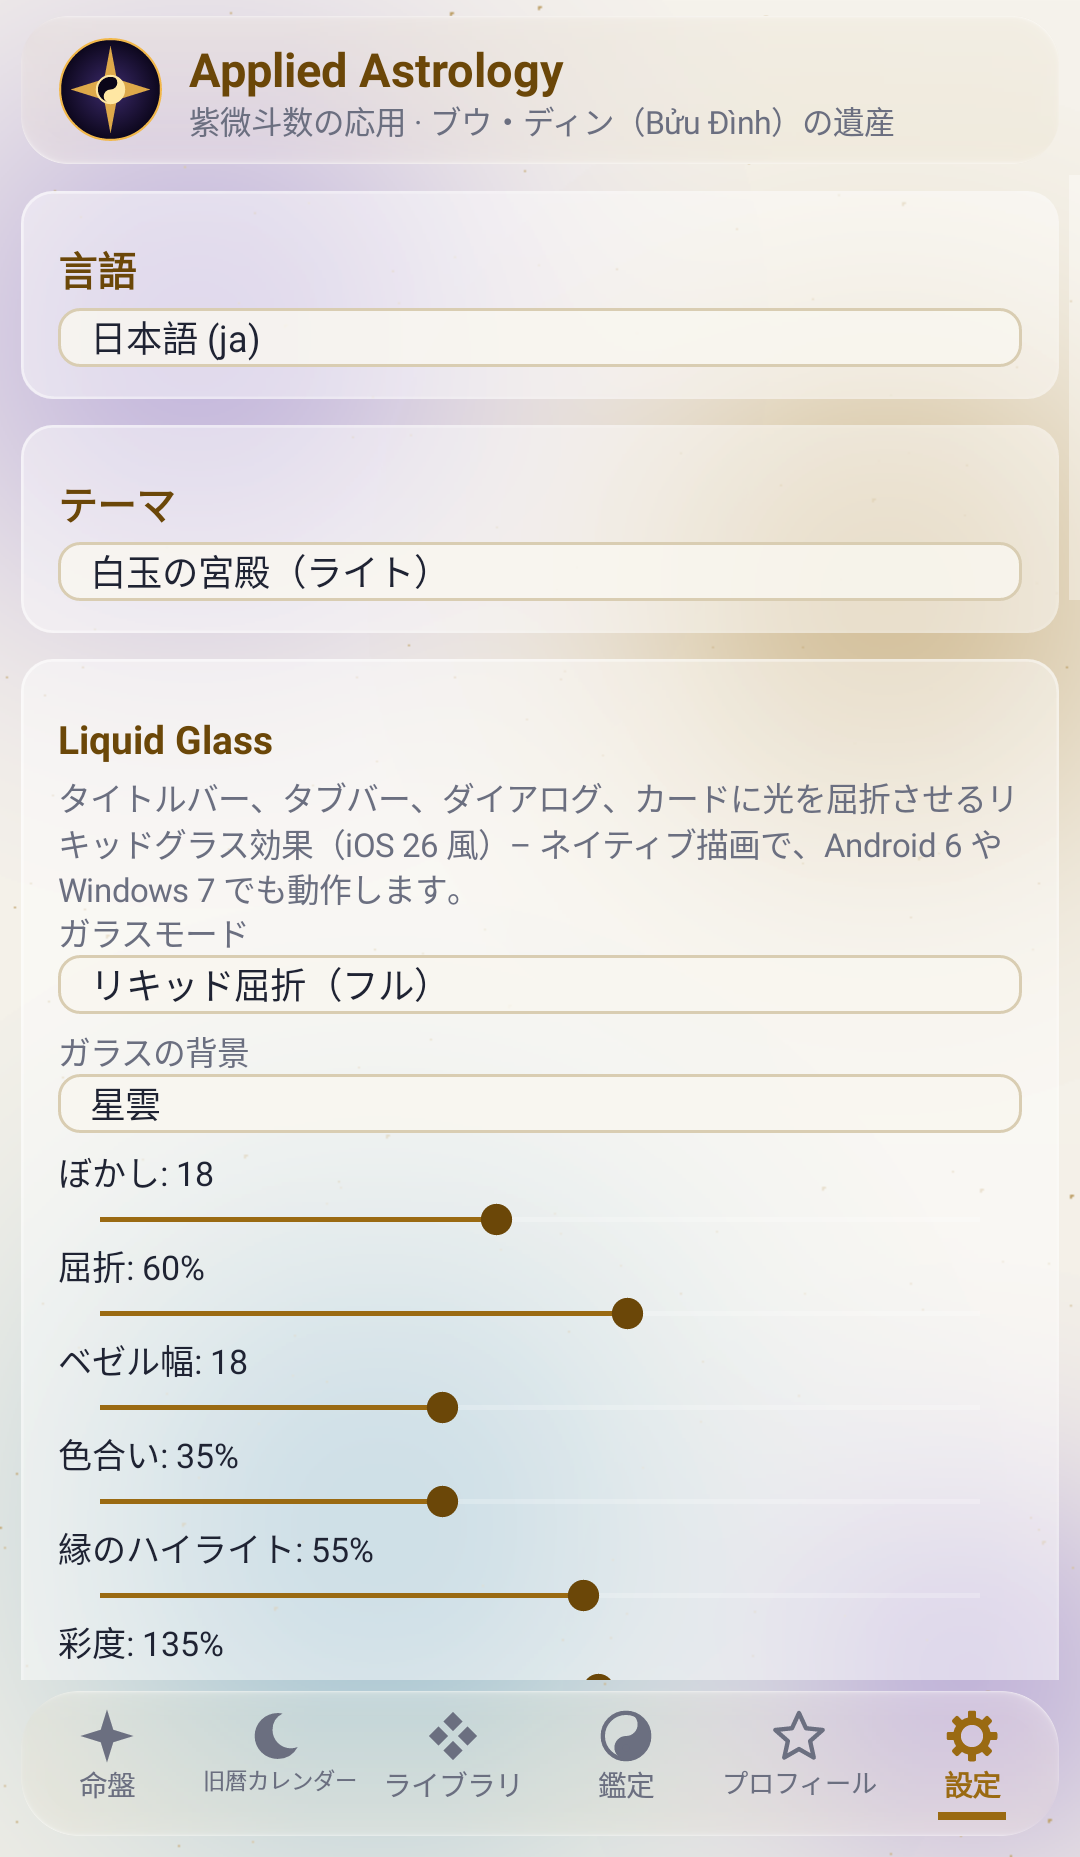 Applied Astrology
紫微斗数の応用 · ブウ・ディン（Bửu Đình）の遺産
言語
日本語 (ja)
テーマ
白玉の宮殿（ライト）
Liquid Glass
タイトルバー、タブバー、ダイアログ、カードに光を屈折させるリ
キッドグラス効果（iOS 26 風）– ネイティブ描画で、Android 6 や
Windows 7 でも動作します。
ガラスモード
リキッド屈折（フル）
ガラスの背景
星雲
ぼかし: 18
屈折: 60%
ベゼル幅: 18
色合い: 35%
縁のハイライト: 55%
彩度: 135%
命盤
旧暦カレンダー
ライブラリ
鑑定
プロフィール
設定